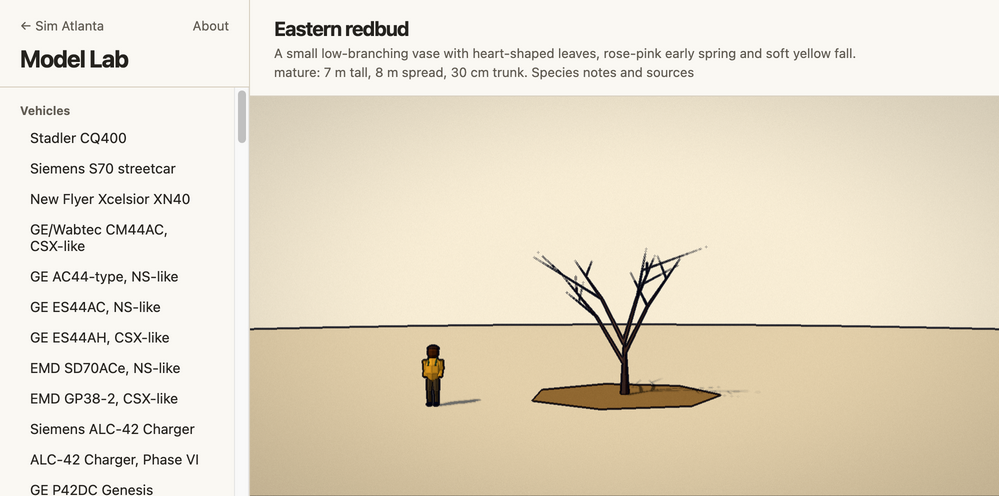 ← Sim Atlanta
About
Model Lab
Vehicles
Stadler CQ400
Siemens S70 streetcar
New Flyer Xcelsior XN40
GE/Wabtec CM44AC,
CSX-like
GE AC44-type, NS-like
GE ES44AC, NS-like
GE ES44AH, CSX-like
EMD SD70ACe, NS-like
EMD GP38-2, CSX-like
Siemens ALC-42 Charger
ALC-42 Charger, Phase VI
GE P42DC Genesis
Eastern redbud
A small low-branching vase with heart-shaped leaves, rose-pink early spring and soft yellow fall.
mature: 7 m tall, 8 m spread, 30 cm trunk. Species notes and sources